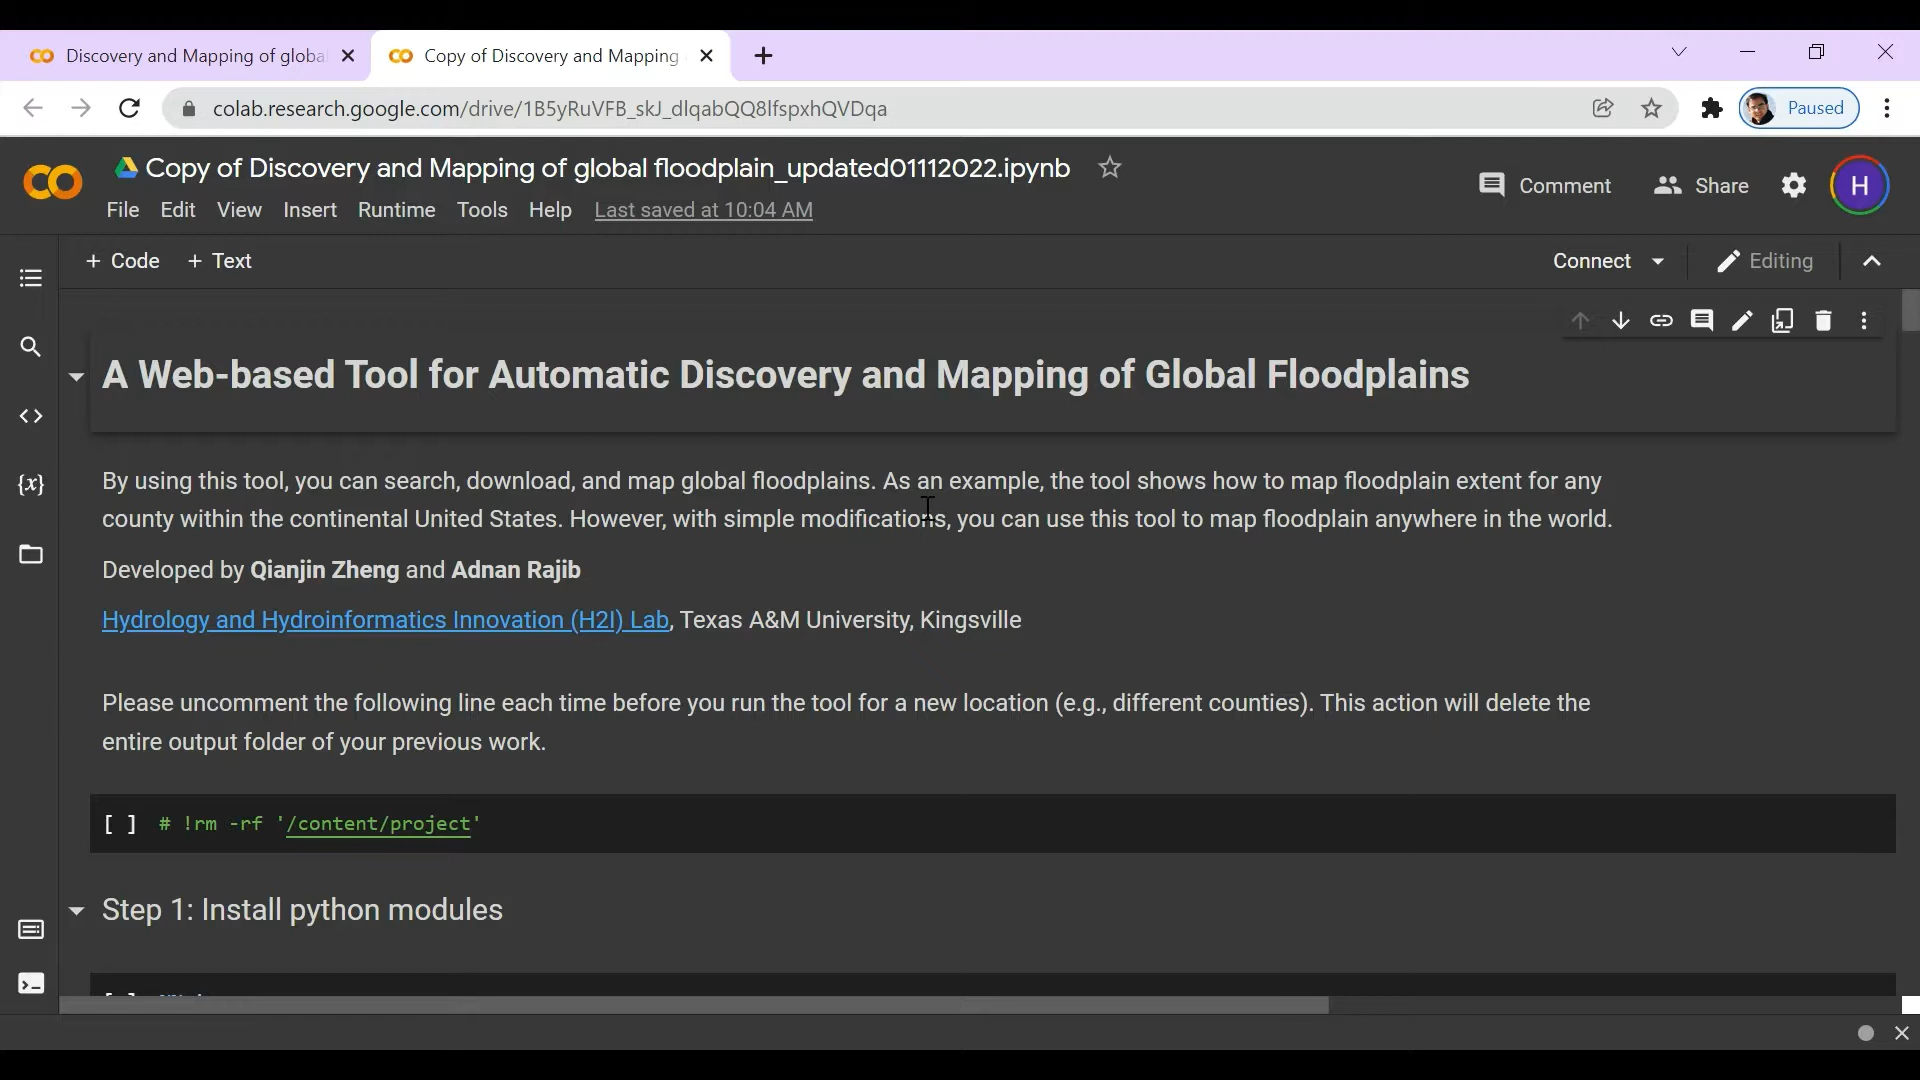 Discovery and Mapping of globa
Copy of Discovery and Mapping
colab.research.google.com/drive/1B5yRuVFB_skJ_dlqabQQ8lfspxhQVDqa
Paused
Copy of Discovery and Mapping of global floodplain_updated01112022.ipynb
File Edit View Insert Runtime Tools Help Last saved at 10:04 AM
Comment Share H
+ Code + Text
Connect Editing
A Web-based Tool for Automatic Discovery and Mapping of Global Floodplains
By using this tool, you can search, download, and map global floodplains. As an example, the tool shows how to map floodplain extent for any
county within the continental United States. However, with simple modifications, you can use this tool to map floodplain anywhere in the world.
Developed by Qianjin Zheng and Adnan Rajib
Hydrology and Hydroinformatics Innovation (H2I) Lab, Texas A&M University, Kingsville
Please uncomment the following line each time before you run the tool for a new location (e.g., different counties). This action will delete the
entire output folder of your previous work.
[ ] # !rm -rf '/content/project'
Step 1: Install python modules